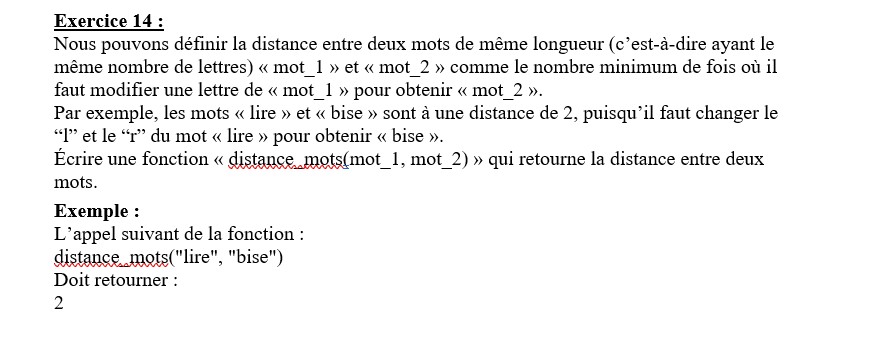 Exercice 14 :
Nous pouvons définir la distance entre deux mots de même longueur (c’est-à-dire ayant le
même nombre de lettres) « mot_1 » et « mot_2 » comme le nombre minimum de fois où il
faut modifier une lettre de « mot_1 » pour obtenir « mot_2 ».
Par exemple, les mots « lire » et « bise » sont à une distance de 2, puisqu’il faut changer le
“l” et le “r” du mot « lire » pour obtenir « bise ».
Écrire une fonction « distance_mots(mot_1, mot_2) » qui retourne la distance entre deux
mots.
Exemple :
L’appel suivant de la fonction :
distance_mots("lire", "bise")
Doit retourner :
2